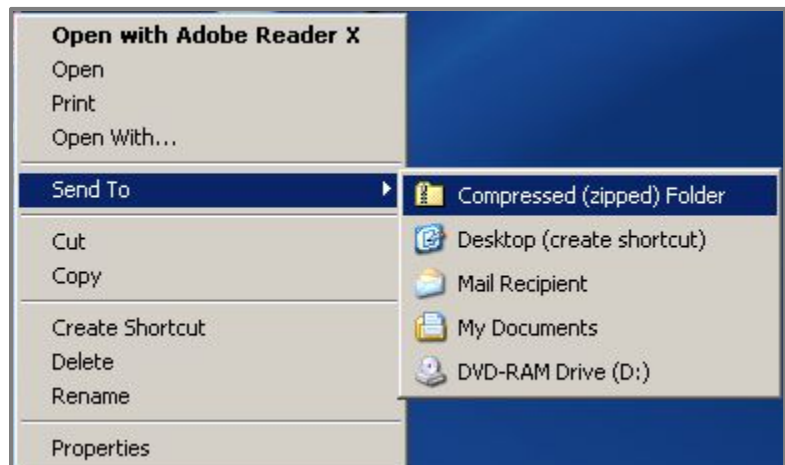 Open with Adobe Reader X
Open
Print
Open With...
Send To
Cut
Copy
Create Shortcut
Delete
Rename
Properties
Compressed (zipped) Folder
Desktop (create shortcut)
Mail Recipient
My Documents
DVD-RAM Drive (D:)